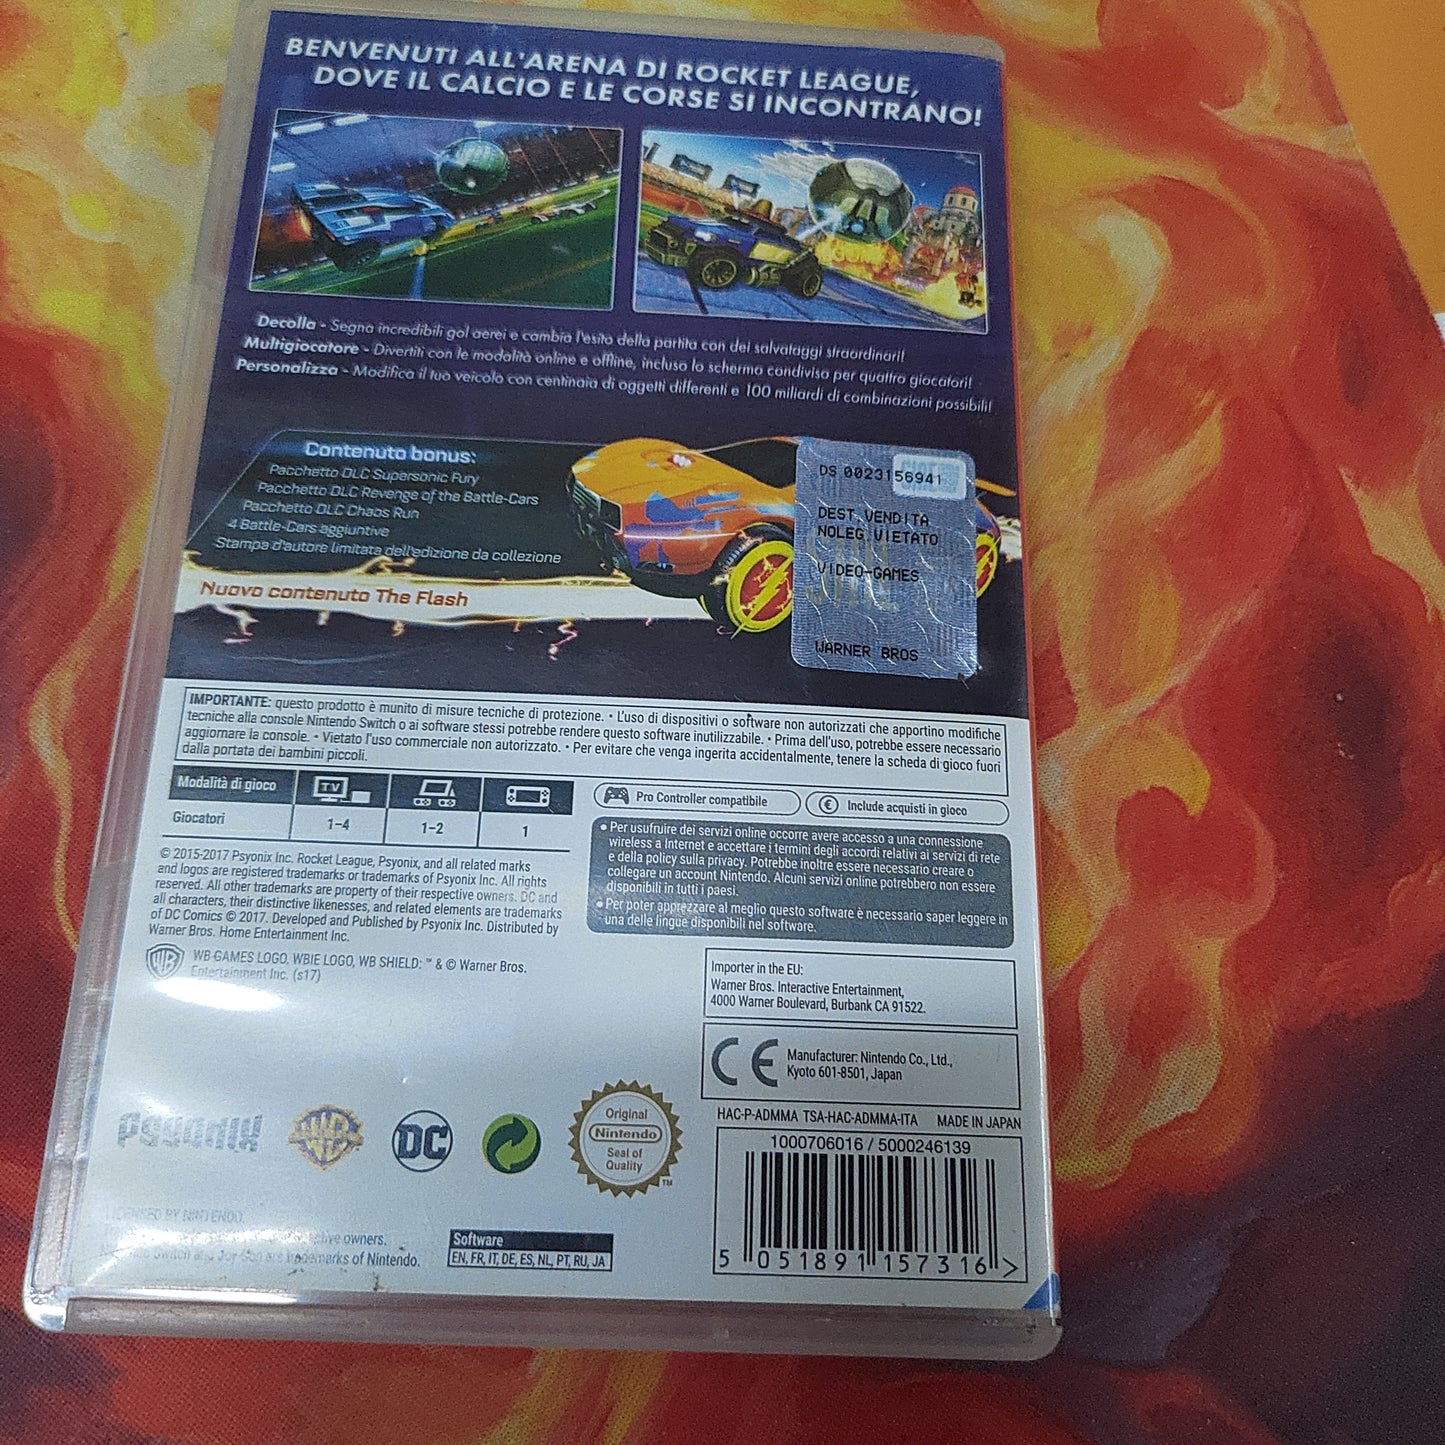 BENVENUTI ALL'ARENA DI ROCKET LEAGUE,
DOVE IL CALCIO E LE CORSE SI INCONTRANO!
Decolla - Segna incredibili gol aerei e cambia l'esito della partita con dei salvataggi straordinari!
Multigiocatore - Divertiti con le modalità online e offline, incluso lo schermo condiviso per quattro giocatori!
Personalizza - Modifica il tuo veicolo con centinaia di oggetti differenti e 100 miliardi di combinazioni possibili!
Contenuto bonus:
Pacchetto DLC Supersonic Fury
Pacchetto DLC Revenge of the Battle-Cars
Pacchetto DLC Chaos Run
4 Battle-Cars aggiuntive
Stampa d'autore limitata dell'edizione da collezione
Nuovo contenuto The Flash
DS 0023156941
DEST.VENDITA
NOLEG.VIETATO
VIDEO-GAMES
WARNER BROS
IMPORTANTE: questo prodotto è munito di misure tecniche di protezione. • L'uso di dispositivi o software non autorizzati che apportino modifiche
tecniche alla console Nintendo Switch o ai software stessi potrebbe rendere questo software inutilizzabile. • Prima dell'uso, potrebbe essere necessario
aggiornare la console. • Vietato l'uso commerciale non autorizzato. • Per evitare che venga ingerita accidentalmente, tenere la scheda di gioco fuori
dalla portata dei bambini piccoli.
Modalità di gioco TV
Giocatori 1-4 1-2 1
Pro Controller compatibile
€ Include acquisti in gioco
• Per usufruire dei servizi online occorre avere accesso a una connessione
wireless a Internet e accettare i termini degli accordi relativi ai servizi di rete
e della policy sulla privacy. Potrebbe inoltre essere necessario creare o
collegare un account Nintendo. Alcuni servizi online potrebbero non essere
disponibili in tutti i paesi.
• Per poter apprezzare al meglio questo software è necessario saper leggere in
una delle lingue disponibili nel software.
© 2015-2017 Psyonix Inc. Rocket League, Psyonix, and all related marks
and logos are registered trademarks or trademarks of Psyonix Inc. All rights
reserved. All other trademarks are property of their respective owners. DC and
all characters, their distinctive likenesses, and related elements are trademarks
of DC Comics © 2017. Developed and Published by Psyonix Inc. Distributed by
Warner Bros. Home Entertainment Inc.
WB GAMES LOGO, WBIE LOGO, WB SHIELD: ™ & © Warner Bros.
Entertainment Inc. (s17)
Importer in the EU:
Warner Bros. Interactive Entertainment,
4000 Warner Boulevard, Burbank CA 91522.
CE
Manufacturer: Nintendo Co., Ltd.,
Kyoto 601-8501, Japan
HAC-P-ADMMA TSA-HAC-ADMMA-ITA MADE IN JAPAN
1000706016 / 5000246139
5 051891 157316 >
PSYONIX
WB
DC
Original
Nintendo
Seal of
Quality
™
LICENSED BY NINTENDO
owners.
Nintendo Switch and Joy-Con are trademarks of Nintendo.
Software
EN, FR, IT, DE, ES, NL, PT, RU, JA